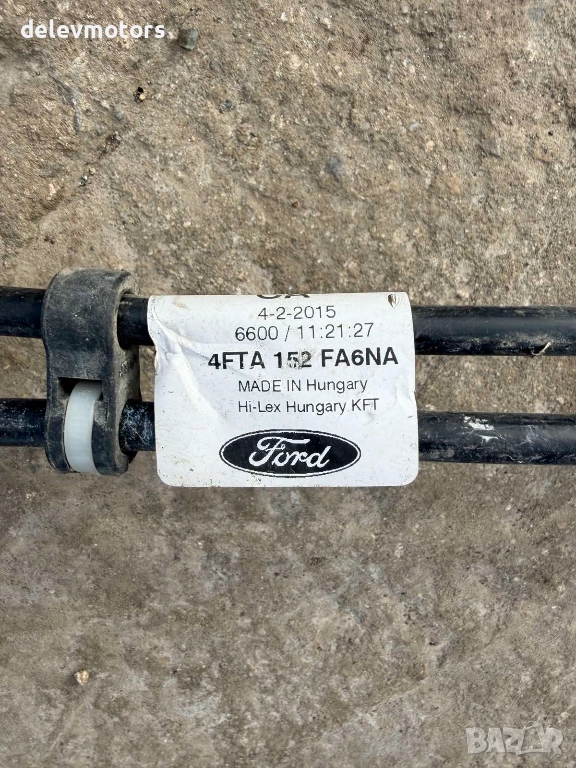 delevmotors
4-2-2015
6600 / 11:21:27
4FTA 152 FA6NA
MADE IN Hungary
Hi-Lex Hungary KFT
Ford
BAZAR